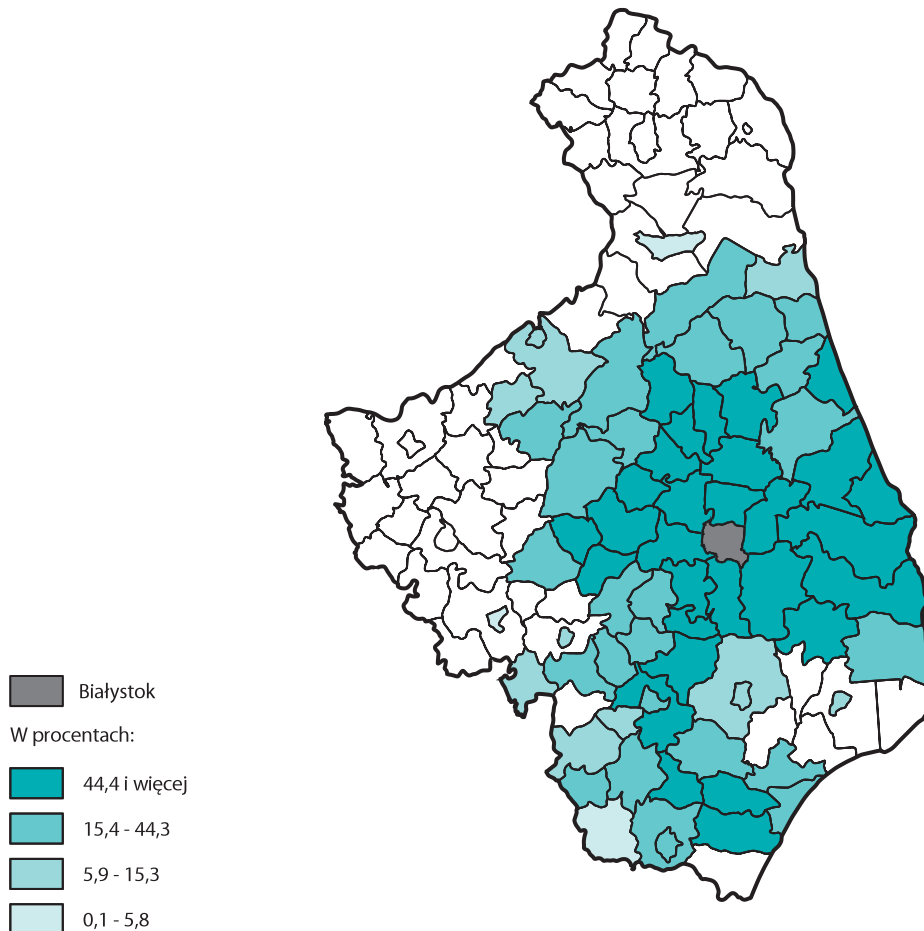 Białystok
W procentach:
44,4 i więcej
15,4 - 44,3
5,9 - 15,3
0,1 - 5,8